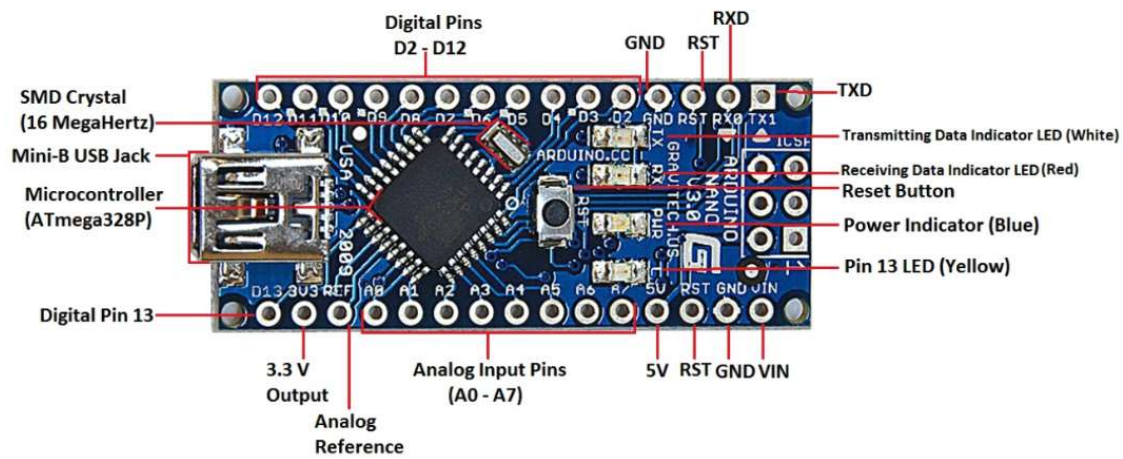 Digital Pins
D2 - D12
GND
RST
RXD
SMD Crystal
(16 MegaHertz)
TXD
D12 D11 D10 D9 D8 D7 D6 D5 D4 D3 D2 GND RST RX0 TX1
Transmitting Data Indicator LED (White)
Mini-B USB Jack
Receiving Data Indicator LED (Red)
Reset Button
Microcontroller
(ATmega328P)
Power Indicator (Blue)
Pin 13 LED (Yellow)
USA
2009
ARDUINO.CC
TX
RX
RST
PWR
L
GRAVITECH.US
ARDUINO
NANO
V3.0
ICSP
1
D13 3V3 REF A0 A1 A2 A3 A4 A5 A6 A7 5V RST GND VIN
Digital Pin 13
3.3 V
Output
Analog
Reference
Analog Input Pins
(A0 - A7)
5V
RST
GND
VIN